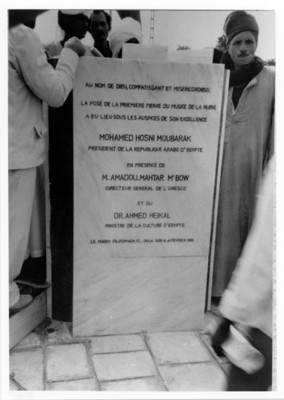 AU NOM DE DIEU, COMPATISSANT ET MISERICORDIEUX
LA POSE DE LA PREMIERE PIERRE DU MUSEE DE LA NUBIE
A EU LIEU SOUS LES AUSPICES DE SON EXCELLENCE
MOHAMED HOSNI MOUBARAK
PRESIDENT DE LA REPUBLIQUE ARABE D'EGYPTE
EN PRESENCE DE
M. AMADOU.MAHTAR M'BOW
DIRECTEUR GENERAL DE L'UNESCO
ET DU
DR. AHMED HEIKAL
MINISTRE DE LA CULTURE D'EGYPTE
LE MARDI